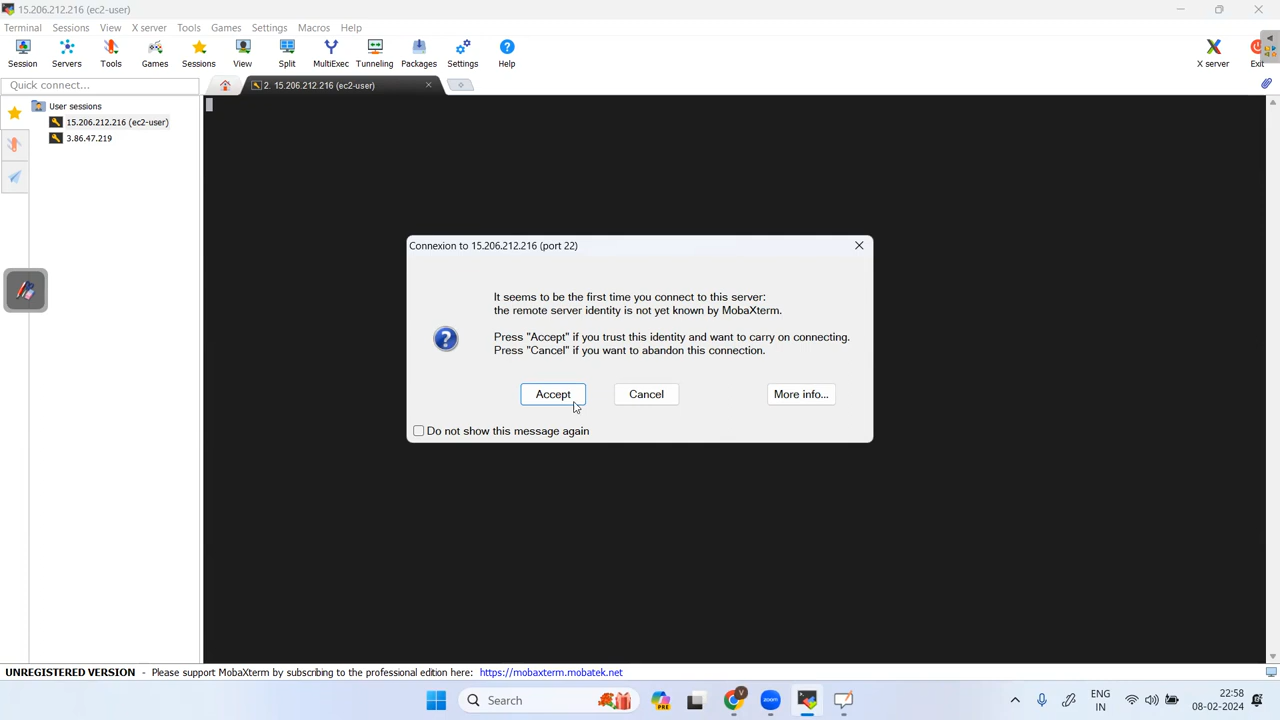 15.206.212.216 (ec2-user)
Terminal Sessions View X server Tools Games Settings Macros Help
Session Servers Tools Games Sessions View Split MultiExec Tunneling Packages Settings Help X server Exit
Quick connect...
2. 15.206.212.216 (ec2-user)
User sessions
15.206.212.216 (ec2-user)
3.86.47.219
Connexion to 15.206.212.216 (port 22)
It seems to be the first time you connect to this server:
the remote server identity is not yet known by MobaXterm.
Press "Accept" if you trust this identity and want to carry on connecting.
Press "Cancel" if you want to abandon this connection.
Accept Cancel More info...
Do not show this message again
UNREGISTERED VERSION - Please support MobaXterm by subscribing to the professional edition here: https://mobaxterm.mobatek.net
Search
PRE
zoom
ENG
IN
22:58
08-02-2024